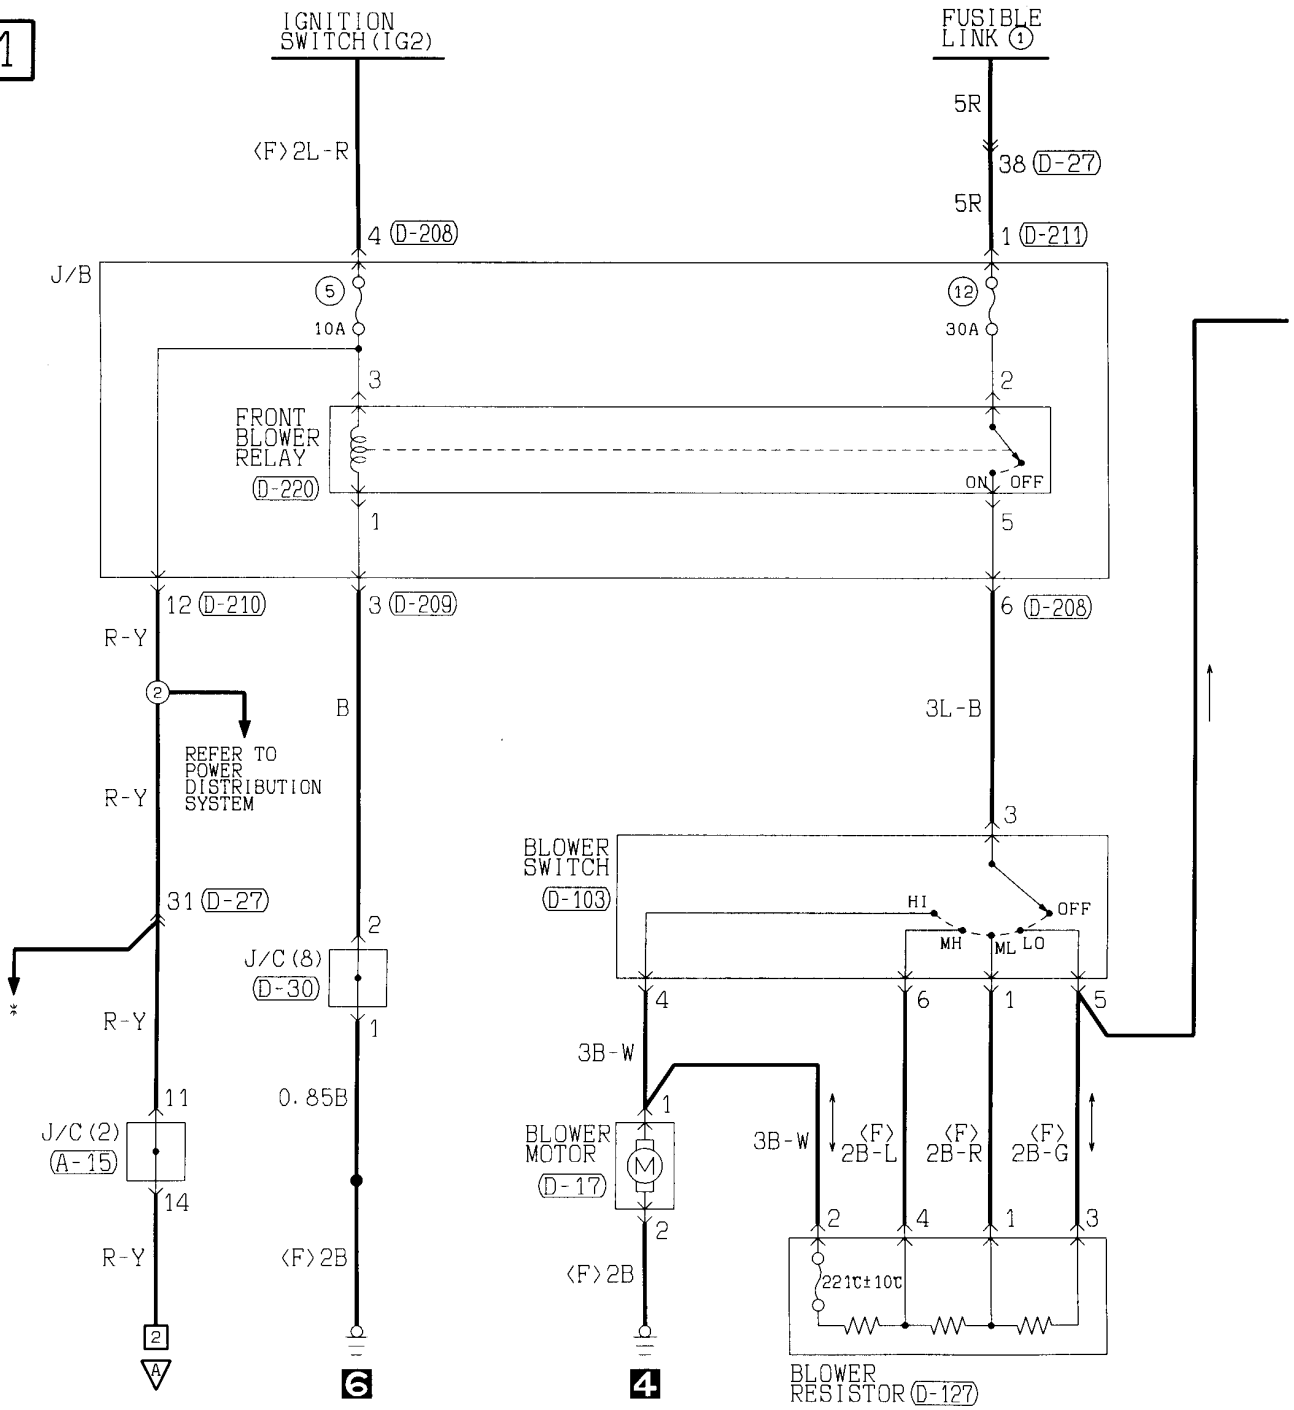 1
IGNITION
SWITCH(IG2)
FUSIBLE
LINK ①
5R
<F>2L-R
38 (D-27)
5R
4 (D-208)
1 (D-211)
J/B
5
12
10A
30A
3
2
FRONT
BLOWER
RELAY
(D-220)
ON
OFF
1
5
12 (D-210)
3 (D-209)
6 (D-208)
R-Y
2
B
3L-B
REFER TO
POWER
DISTRIBUTION
SYSTEM
R-Y
3
BLOWER
SWITCH
(D-103)
31 (D-27)
HI
OFF
MH
ML
LO
2
J/C(8)
(D-30)
*
4
6
1
5
R-Y
1
3B-W
0.85B
11
1
J/C(2)
(A-15)
BLOWER
MOTOR
(D-17)
M
3B-W
<F>
2B-L
<F>
2B-R
<F>
2B-G
14
2
2
4
1
3
R-Y
<F>2B
<F>2B
221℃±10℃
2
A
6
4
BLOWER
RESISTOR (D-127)